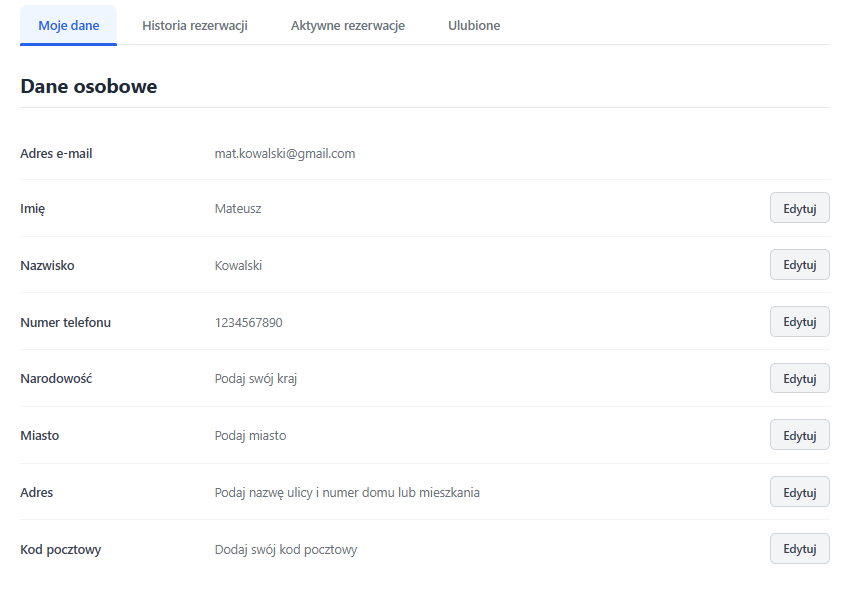 Moje dane Historia rezerwacji Aktywne rezerwacje Ulubione
Dane osobowe
Adres e-mail mat.kowalski@gmail.com
Imię Mateusz Edytuj
Nazwisko Kowalski Edytuj
Numer telefonu 1234567890 Edytuj
Narodowość Podaj swój kraj Edytuj
Miasto Podaj miasto Edytuj
Adres Podaj nazwę ulicy i numer domu lub mieszkania Edytuj
Kod pocztowy Dodaj swój kod pocztowy Edytuj